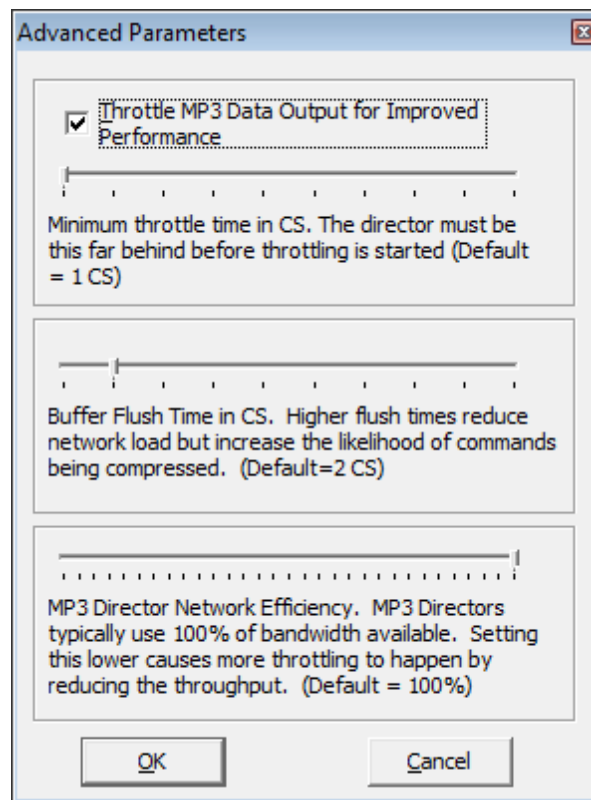 Advanced Parameters
Throttle MP3 Data Output for Improved
Performance
Minimum throttle time in CS. The director must be
this far behind before throttling is started (Default
= 1 CS)
Buffer Flush Time in CS.  Higher flush times reduce
network load but increase the likelihood of commands
being compressed.  (Default=2 CS)
MP3 Director Network Efficiency.  MP3 Directors
typically use 100% of bandwidth available.  Setting
this lower causes more throttling to happen by
reducing the throughput.  (Default = 100%)
OK
Cancel